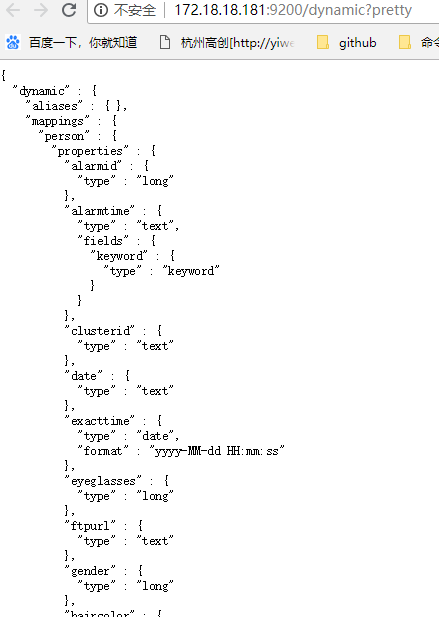 不安全 172.18.18.181:9200/dynamic?pretty
百度一下，你就知道 杭州高创[http://yiwe github 命令
{
"dynamic" : {
"aliases" : { },
"mappings" : {
"person" : {
"properties" : {
"alarmid" : {
"type" : "long"
},
"alarmtime" : {
"type" : "text",
"fields" : {
"keyword" : {
"type" : "keyword"
}
}
},
"clusterid" : {
"type" : "text"
},
"date" : {
"type" : "text"
},
"exacttime" : {
"type" : "date",
"format" : "yyyy-MM-dd HH:mm:ss"
},
"eyeglasses" : {
"type" : "long"
},
"ftpurl" : {
"type" : "text"
},
"gender" : {
"type" : "long"
},
"haircolor" : {